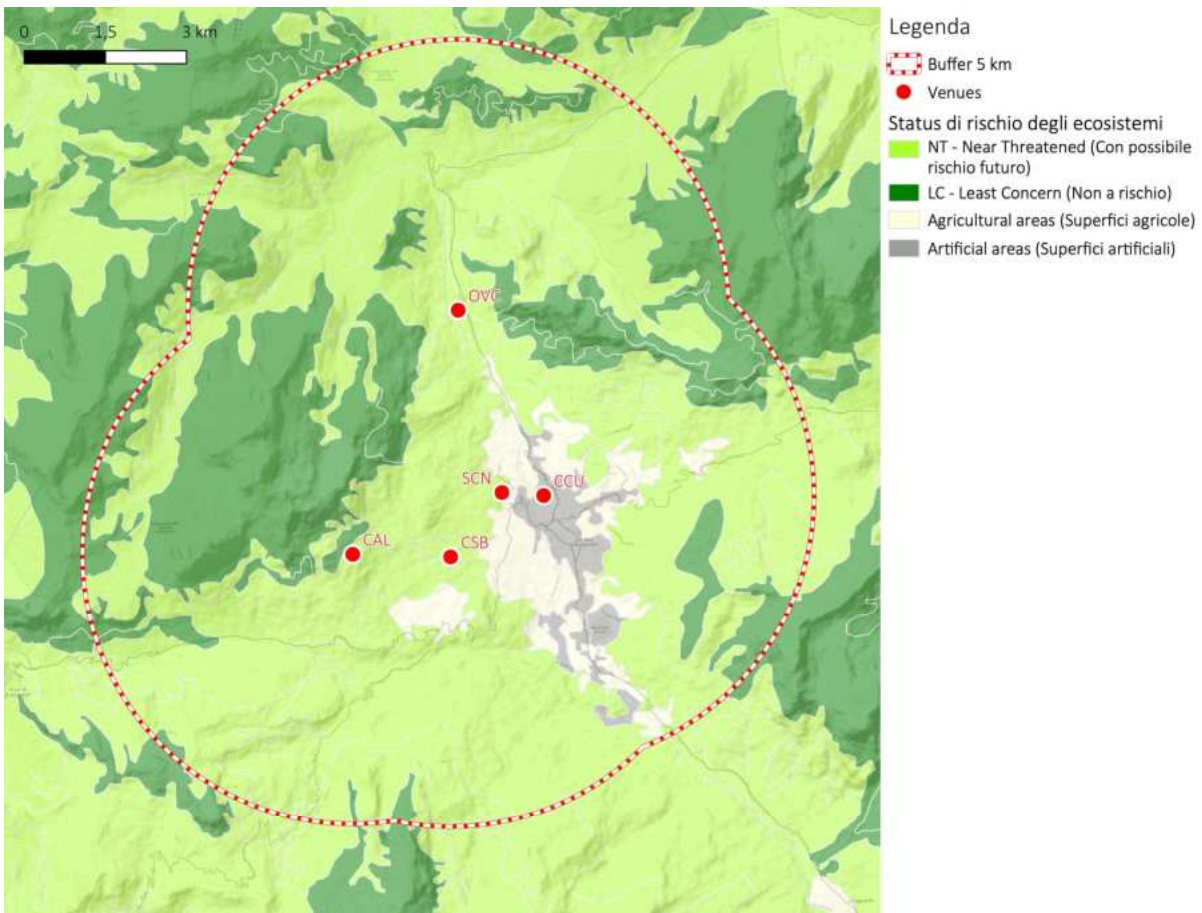 0 1,5 3 km
OVC
SCN CCU
CAL CSB
Legenda
Buffer 5 km
Venues
Status di rischio degli ecosistemi
NT - Near Threatened (Con possibile
rischio futuro)
LC - Least Concern (Non a rischio)
Agricultural areas (Superfici agricole)
Artificial areas (Superfici artificiali)